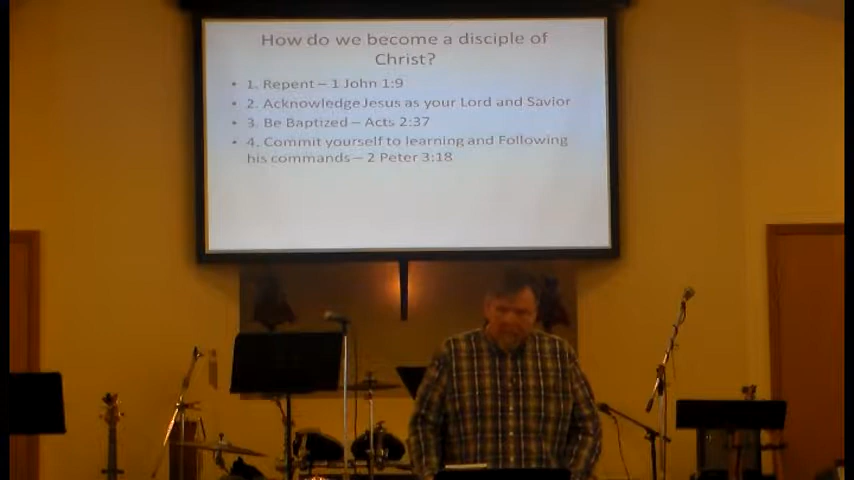 How do we become a disciple of
Christ?
• 1. Repent – 1 John 1:9
• 2. Acknowledge Jesus as your Lord and Savior
• 3. Be Baptized – Acts 2:37
• 4. Commit yourself to learning and Following
his commands – 2 Peter 3:18